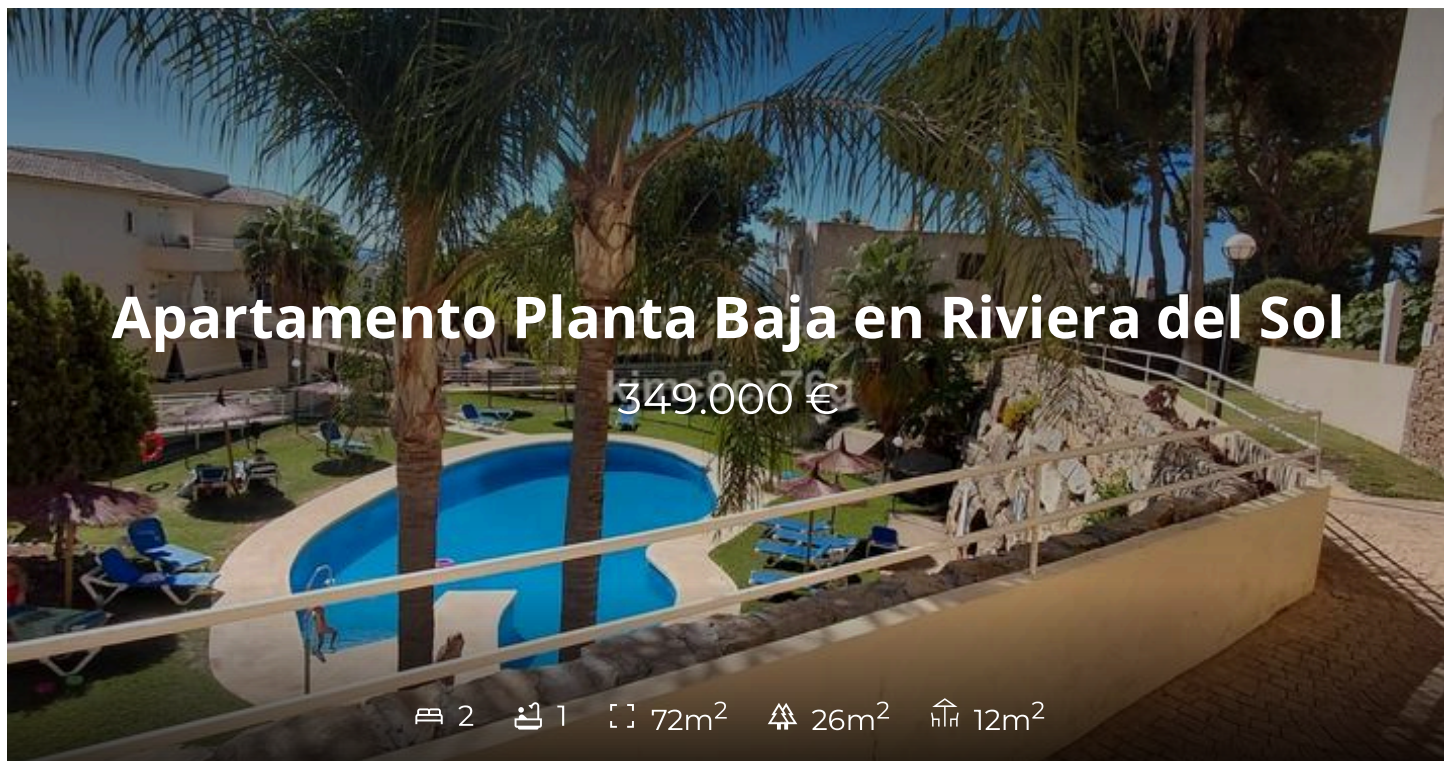 Apartamento Planta Baja en Riviera del Sol
349.000 €
2 1 72m² 26m² 12m²